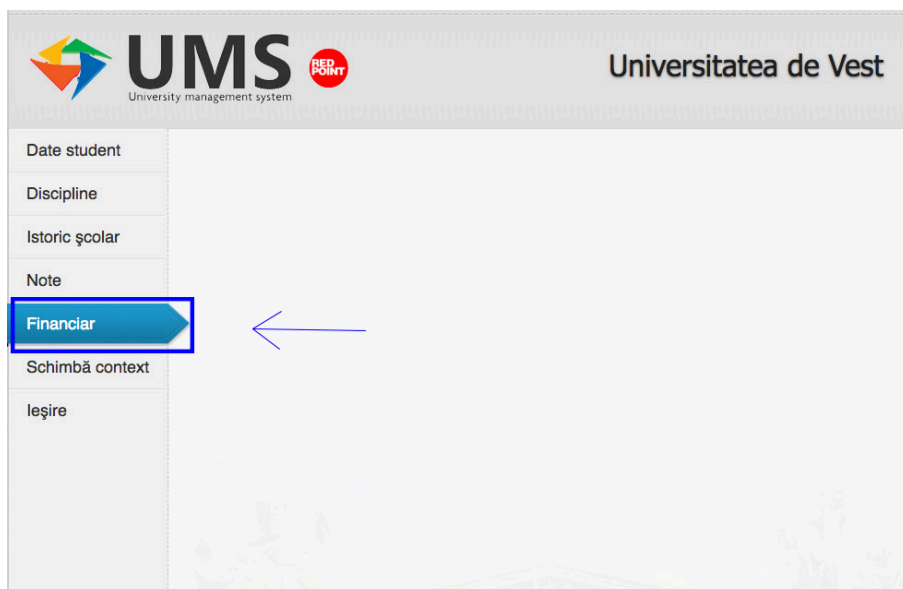 UMS
University management system
RED
POINT
Universitatea de Vest
Date student
Discipline
Istoric şcolar
Note
Financiar
Schimbă context
Ieşire